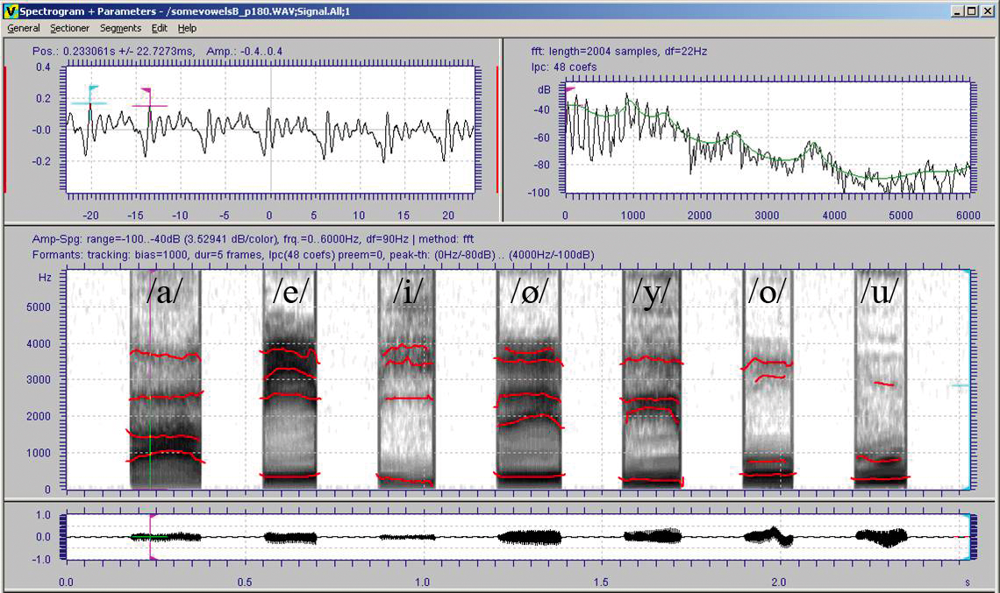 Spectrogram + Parameters - /somevowelsB_p180.WAV;Signal.All;1
General Sectioner Segments Edit Help
Pos.: 0.233061s +/- 22.7273ms, Amp.: -0.4..0.4
0.4
0.2
-0.0
-0.2
-20 -15 -10 -5 0 5 10 15 20
fft: length=2004 samples, df=22Hz
lpc: 48 coefs
dB
-40
-60
-80
-100
0 1000 2000 3000 4000 5000 6000
Amp-Spg: range=-100..-40dB (3.52941 dB/color), frq.=0..6000Hz, df=90Hz | method: fft
Formants: tracking: bias=1000, dur=5 frames, lpc(48 coefs) preem=0, peak-th: (0Hz/-80dB) .. (4000Hz/-100dB)
Hz
/a/ /e/ /i/ /ø/ /y/ /o/ /u/
5000
4000
3000
2000
1000
0
1.0
0.0
-1.0
0.0 0.5 1.0 1.5 2.0 s